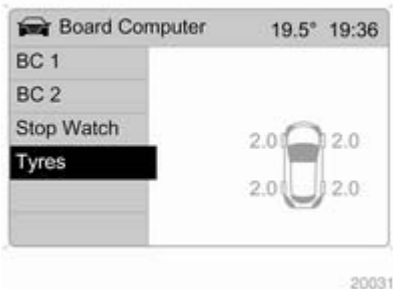 Board Computer 19.5° 19:36
BC 1
BC 2
Stop Watch
Tyres
2.0 2.0
2.0 2.0
20031